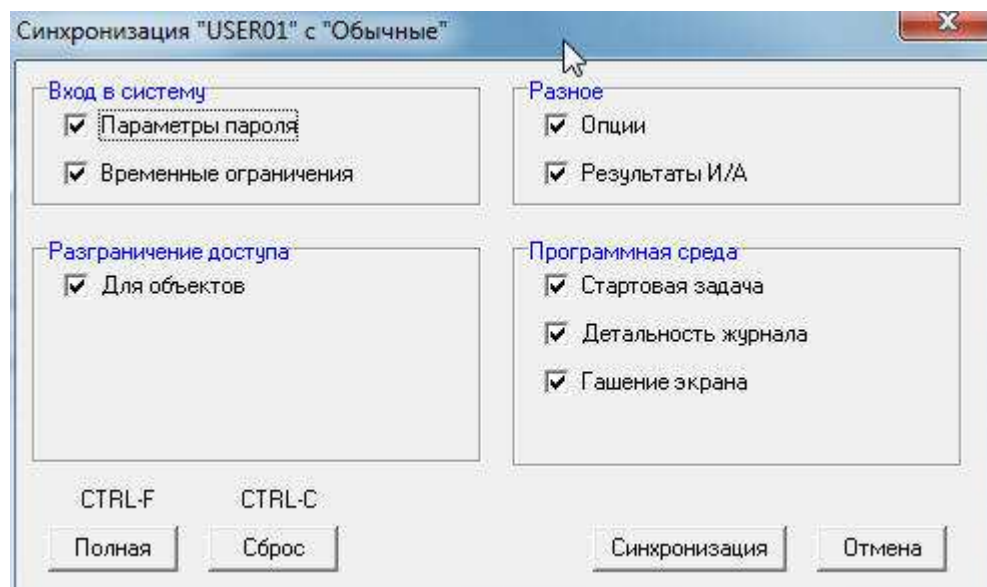 Синхронизация "USER01" с "Обычные"
Вход в систему
Параметры пароля
Временные ограничения
Разное
Опции
Результаты И/А
Разграничение доступа
Для объектов
Программная среда
Стартовая задача
Детальность журнала
Гашение экрана
CTRL-F CTRL-C
Полная Сброс Синхронизация Отмена